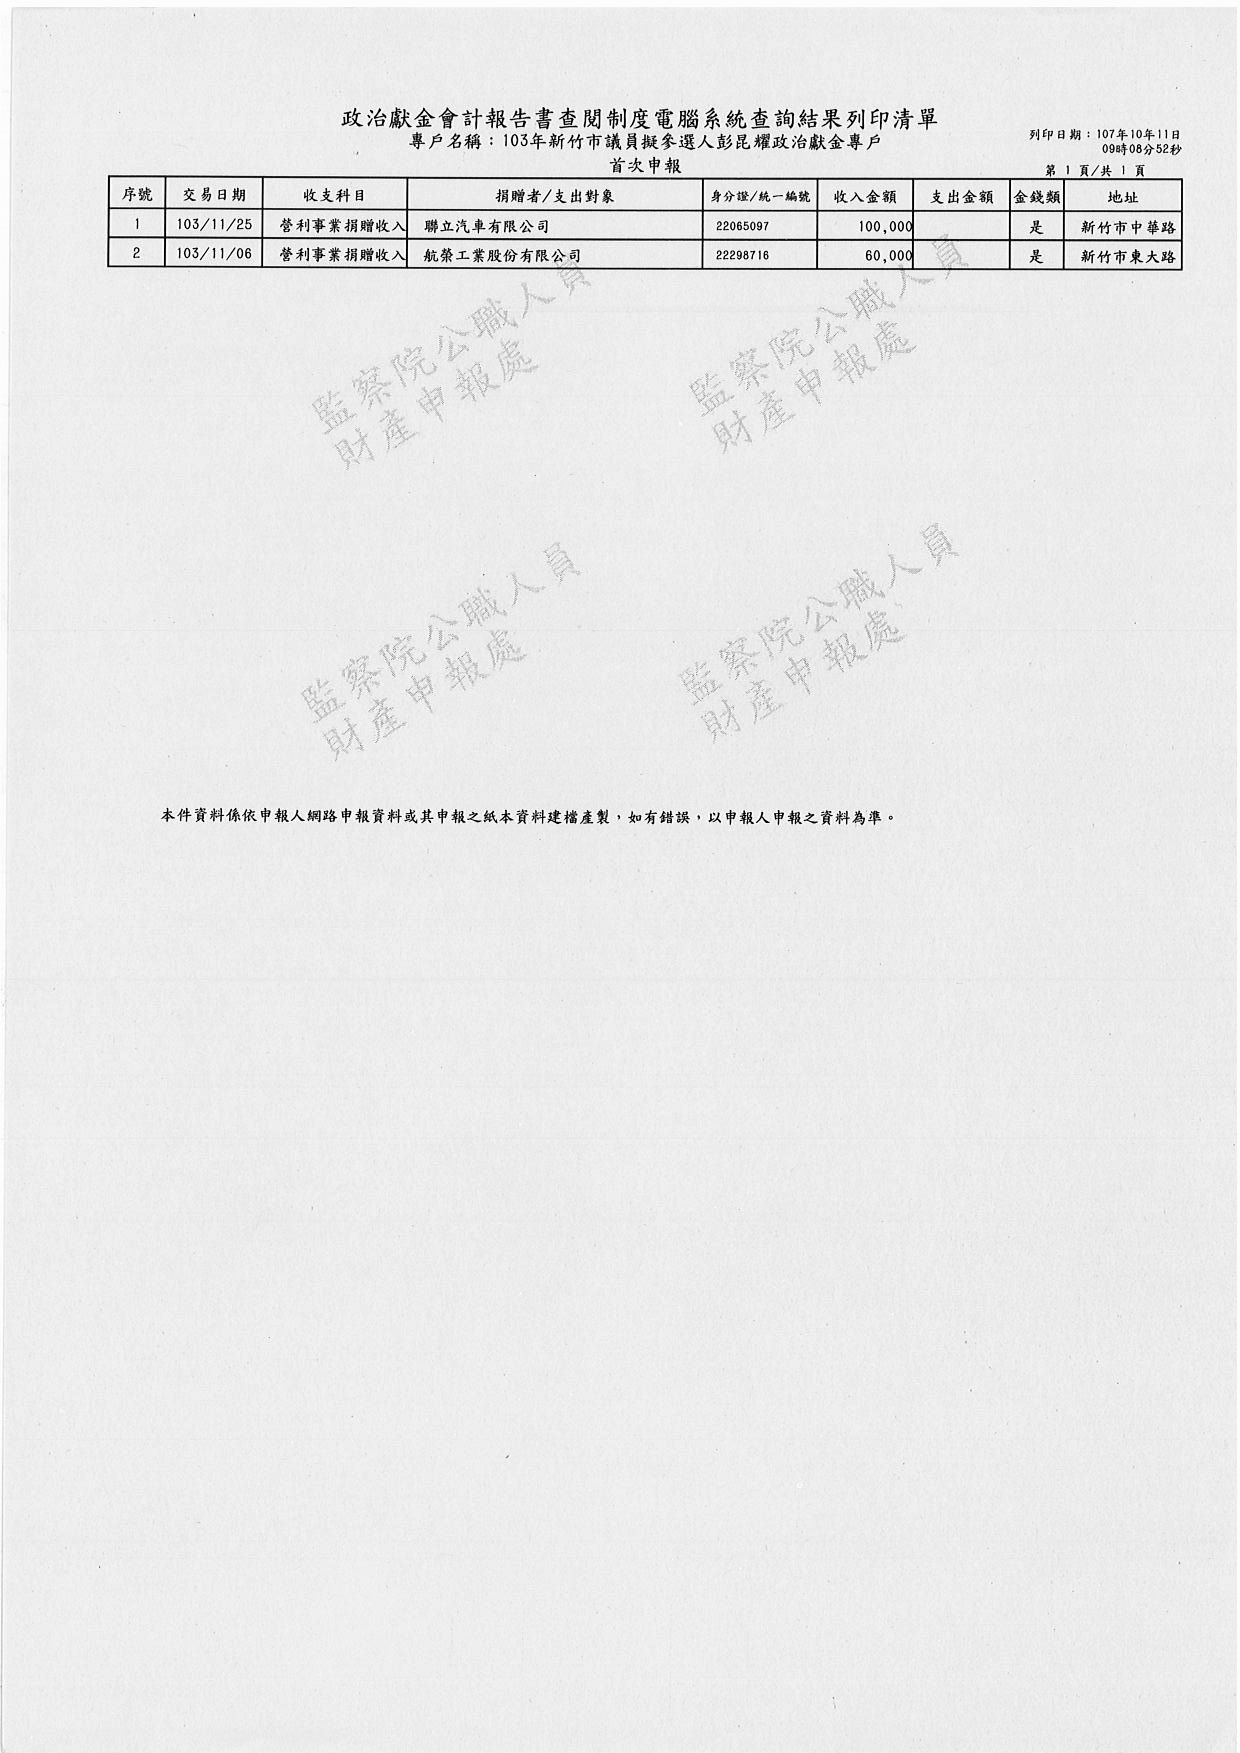 政治獻金會計報告書查閱制度電腦系統查詢結果列印清單
專戶名稱：103年新竹市議員擬參選人彭昆耀政治獻金專戶
首次申報
列印日期：107年10年11日
09時08分52秒
第 1 頁/共 1 頁
序號 交易日期 收支科目 捐贈者/支出對象 身分證/統一編號 收入金額 支出金額 金錢類 地址
1 103/11/25 營利事業捐贈收入 聯立汽車有限公司 22065097 100,000 是 新竹市中華路
2 103/11/06 營利事業捐贈收入 航榮工業股份有限公司 22298716 60,000 是 新竹市東大路
監察院公職人員
財產申報處
監察院公職人員
財產申報處
監察院公職人員
財產申報處
監察院公職人員
財產申報處
本件資料係依申報人網路申報資料或其申報之紙本資料建檔產製，如有錯誤，以申報人申報之資料為準。